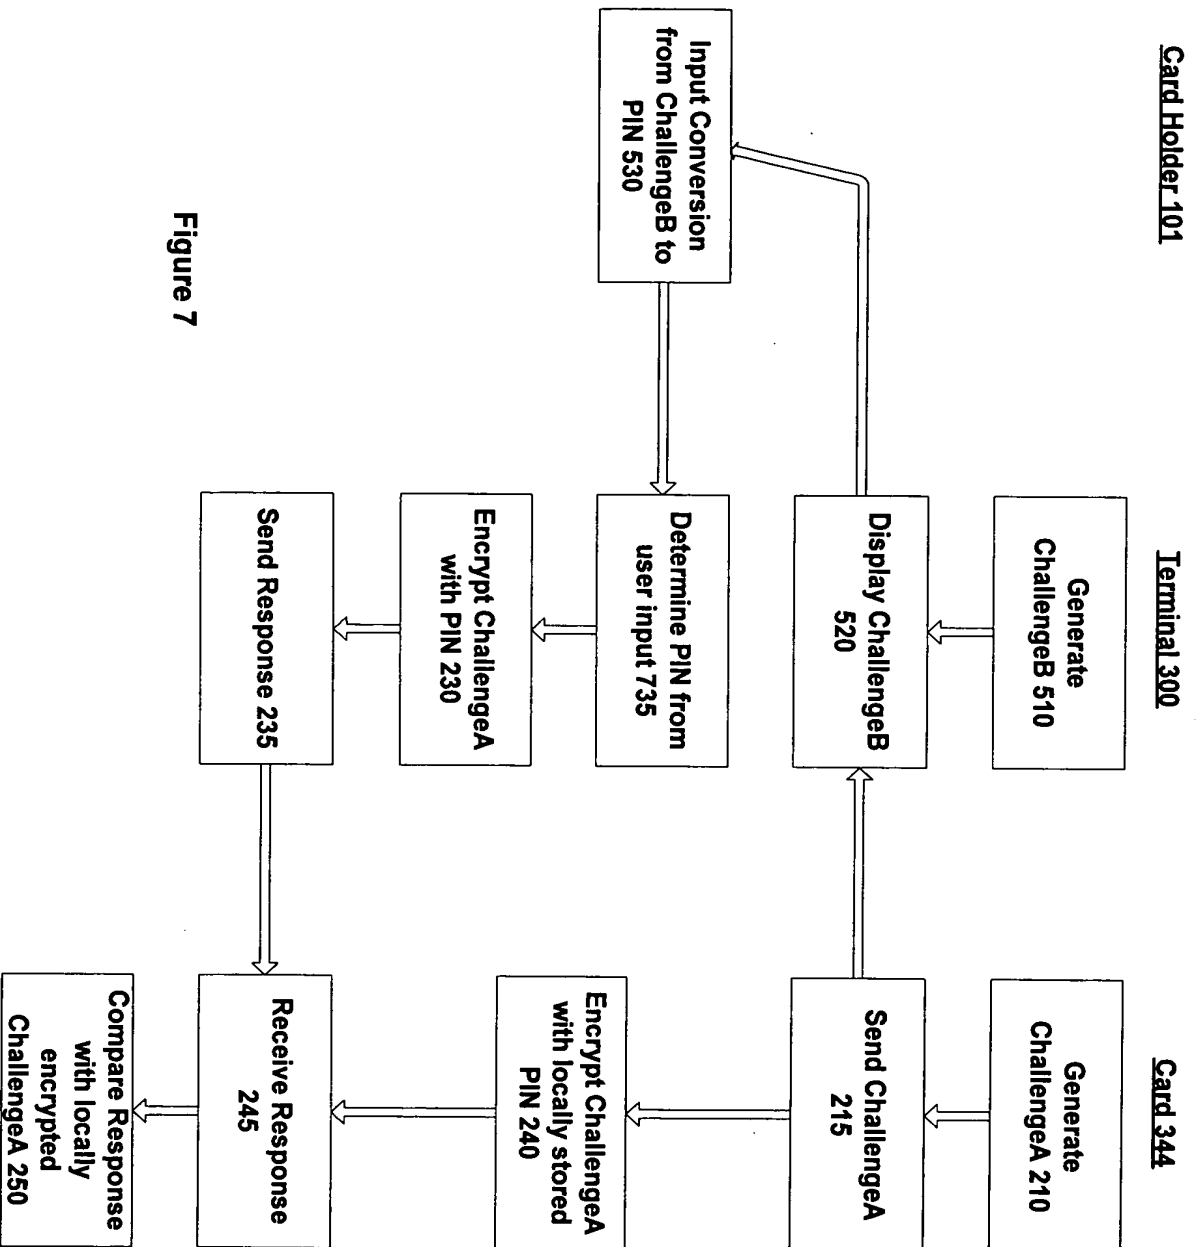 Card Holder 101
Terminal 300
Card 344
Generate
ChallengeB 510
Generate
ChallengeA 210
Display ChallengeB
520
Send ChallengeA
215
Input Conversion
from ChallengeB to
PIN 530
Determine PIN from
user input 735
Encrypt ChallengeA
with locally stored
PIN 240
Encrypt ChallengeA
with PIN 230
Send Response 235
Receive Response
245
Compare Response
with locally
encrypted
ChallengeA 250
Figure 7